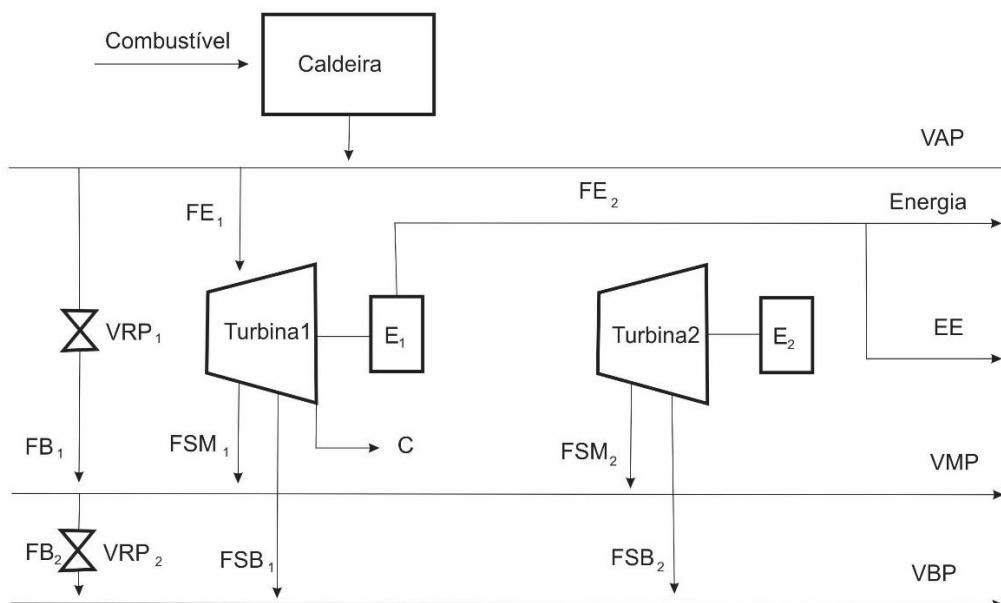 Combustível
Caldeira
VAP
FE₁
FE₂
Energia
VRP₁
Turbina1
E₁
Turbina2
E₂
EE
FB₁
FSM₁
C
FSM₂
VMP
FB₂
VRP₂
FSB₁
FSB₂
VBP